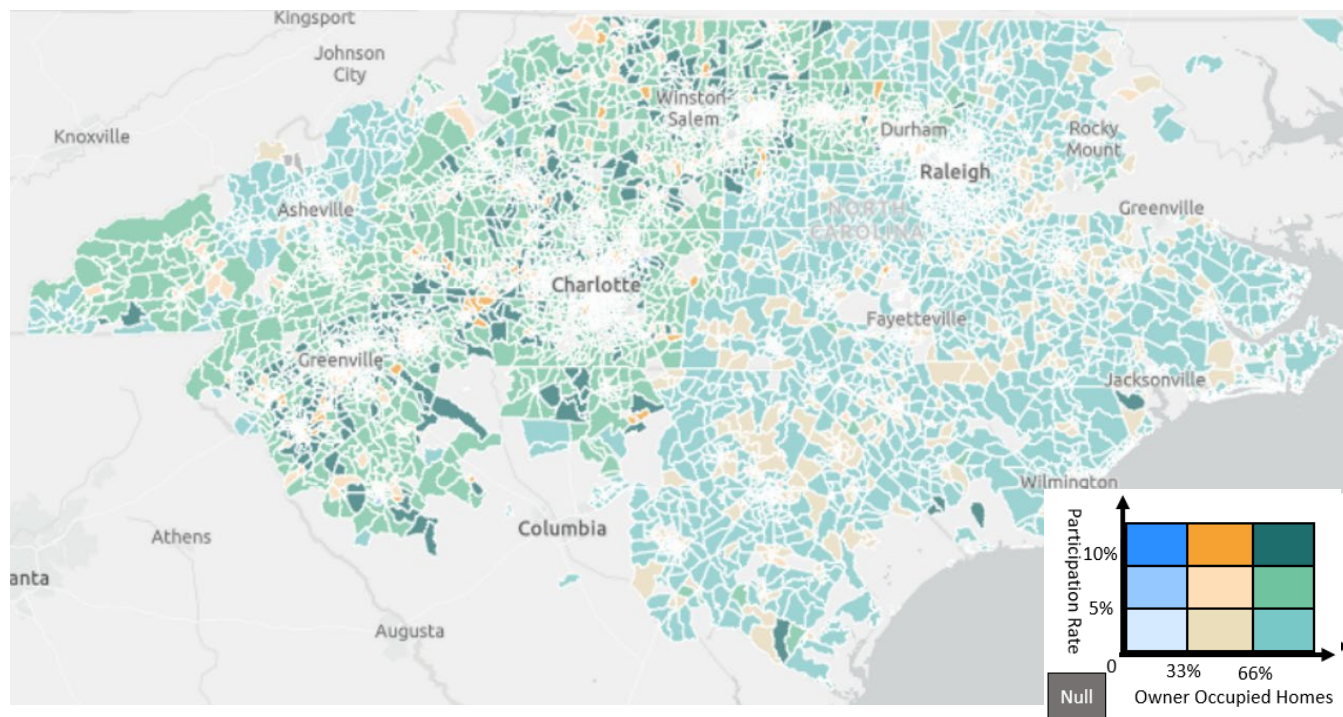 Kingsport
Johnson
City
Knoxville
Winston-
Salem
Durham
Rocky
Mount
Raleigh
Asheville
NORTH
CAROLINA
Greenville
Charlotte
Fayetteville
Greenville
Jacksonville
Wilmington
Columbia
Athens
anta
Augusta
Participation Rate
10%
5%
0
33%
66%
Null
Owner Occupied Homes